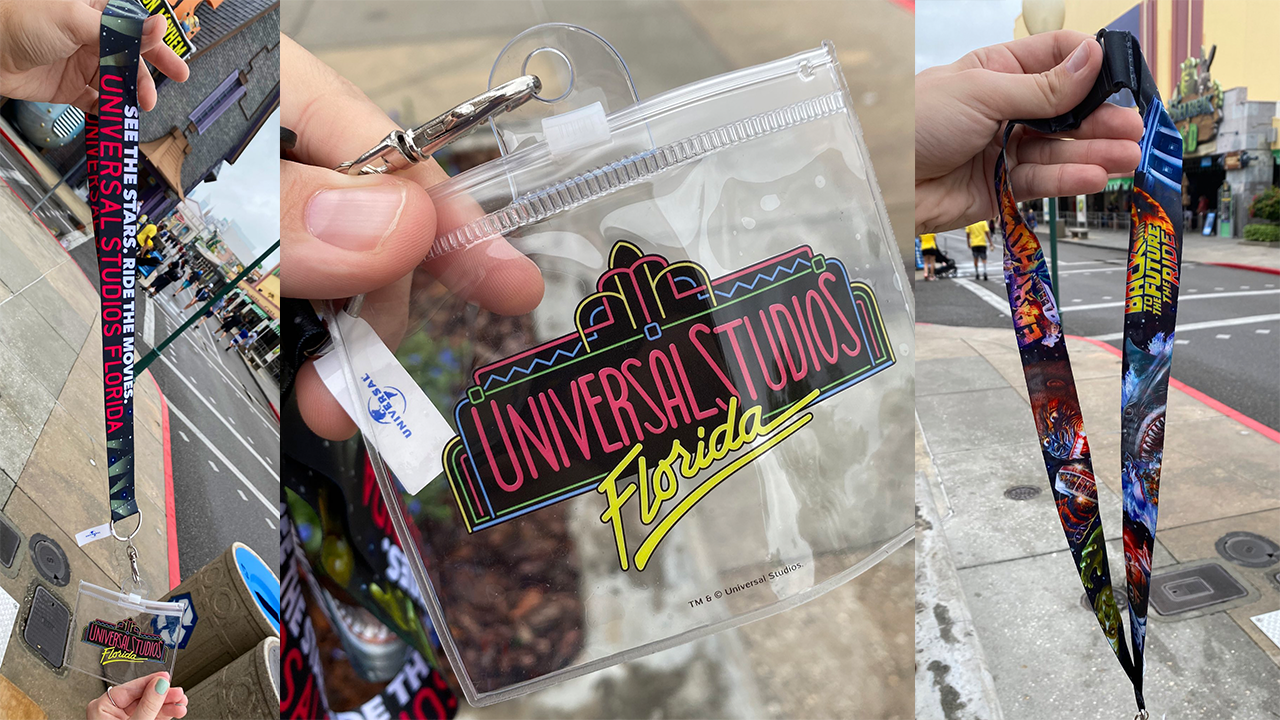 MAYHEM
SEE THE STARS. RIDE THE MOVIES.
UNIVERSAL STUDIOS FLORIDA
UNIVERSAL STUDIOS
Florida
UNIVERSAL
UNIVERSAL STUDIOS
Florida
TM & © Universal Studios.
BACK
TO THE
FUTURE
THE RIDE